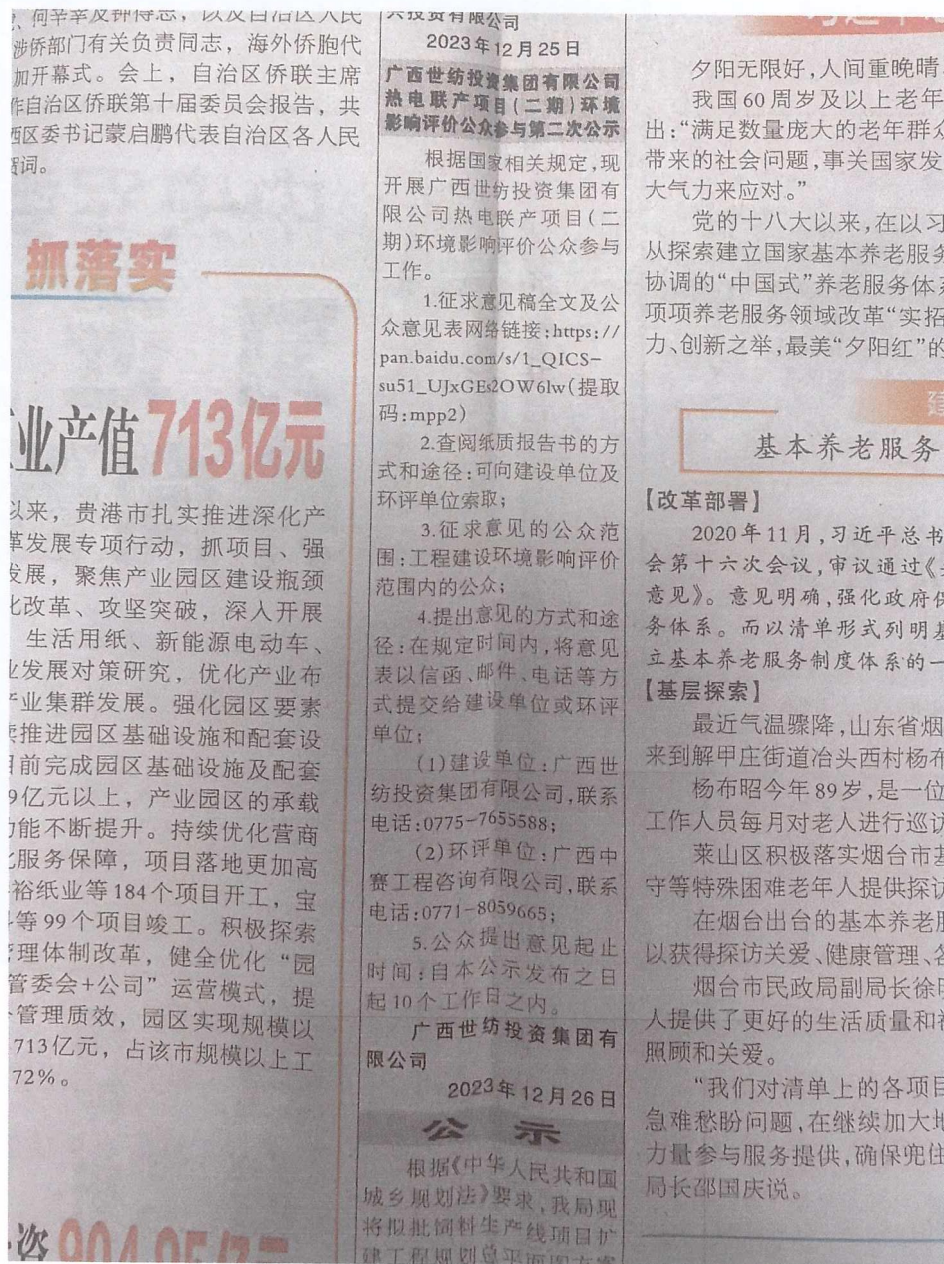 何辛幸及钟得志，以及自治区人民
涉侨部门有关负责同志，海外侨胞代
加开幕式。会上，自治区侨联主席
作自治区侨联第十届委员会报告，共
西区委书记蒙启鹏代表自治区各人民
贺词。
抓落实
业产值713亿元
以来，贵港市扎实推进深化产
革发展专项行动，抓项目、强
发展，聚焦产业园区建设瓶颈
化改革、攻坚突破，深入开展
生活用纸、新能源电动车、
业发展对策研究，优化产业布
产业集群发展。强化园区要素
续推进园区基础设施和配套设
目前完成园区基础设施及配套
9亿元以上，产业园区的承载
功能不断提升。持续优化营商
化服务保障，项目落地更加高
裕纸业等184个项目开工，宝
等99个项目竣工。积极探索
管理体制改革，健全优化“园
管委会+公司”运营模式，提
管理质效，园区实现规模以
713亿元，占该市规模以上工
72%。
兴投资有限公司
2023年12月25日
广西世纺投资集团有限公司
热电联产项目（二期）环境
影响评价公众参与第二次公示
根据国家相关规定，现
开展广西世纺投资集团有
限公司热电联产项目（二
期）环境影响评价公众参与
工作。
1.征求意见稿全文及公
众意见表网络链接：https://
pan.baidu.com/s/1_QICS-
su51_UJxGEs2OW6lw（提取
码：mpp2）
2.查阅纸质报告书的方
式和途径：可向建设单位及
环评单位索取；
3.征求意见的公众范
围：工程建设环境影响评价
范围内的公众；
4.提出意见的方式和途
径：在规定时间内，将意见
表以信函、邮件、电话等方
式提交给建设单位或环评
单位；
（1）建设单位：广西世
纺投资集团有限公司，联系
电话：0775-7655588；
（2）环评单位：广西中
赛工程咨询有限公司，联系
电话：0771-8059665；
5.公众提出意见起止
时间：自本公示发布之日
起10个工作日之内。
广西世纺投资集团有
限公司
2023年12月26日
公示
根据《中华人民共和国
城乡规划法》要求，我局现
将拟批饲料生产线项目扩
建工程规划总平面图在案
夕阳无限好，人间重晚晴
我国60周岁及以上老年
出：“满足数量庞大的老年群众
带来的社会问题，事关国家发
大气力来应对。”
党的十八大以来，在以习
从探索建立国家基本养老服务
协调的“中国式”养老服务体系
项项养老服务领域改革“实招
力、创新之举，最美“夕阳红”的
基本养老服务
【改革部署】
2020年11月，习近平总书
会第十六次会议，审议通过《
意见》。意见明确，强化政府保
务体系。而以清单形式列明基
立基本养老服务制度体系的一
【基层探索】
最近气温骤降，山东省烟
来到解甲庄街道冶头西村杨布
杨布昭今年89岁，是一位
工作人员每月对老人进行巡访
莱山区积极落实烟台市基
守等特殊困难老年人提供探访
在烟台出台的基本养老服
以获得探访关爱、健康管理、各
烟台市民政局副局长徐
人提供了更好的生活质量和
照顾和关爱。
“我们对清单上的各项目
急难愁盼问题，在继续加大地
力量参与服务提供，确保兜住
局长邵国庆说。